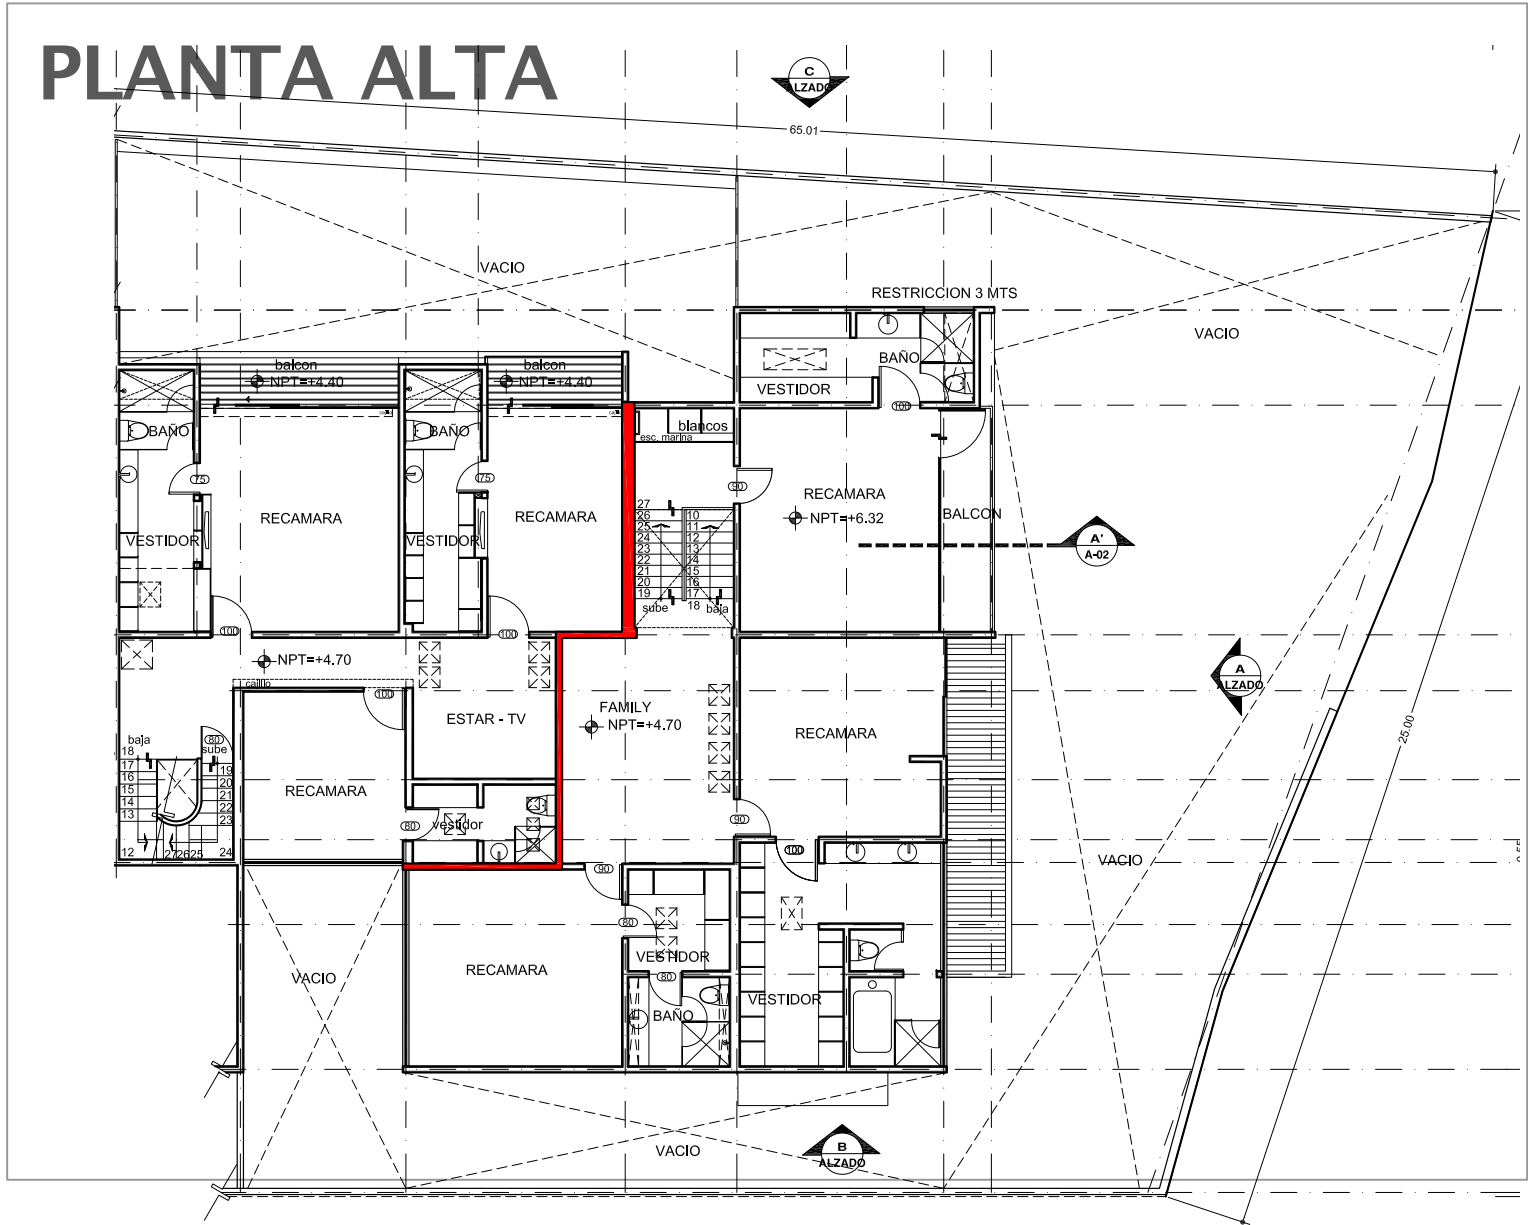 PLANTA ALTA
C
ALZADO
65.01
VACIO
RESTRICCION 3 MTS
VACIO
balcon
NPT=+4.40
balcon
NPT=+4.40
BAÑO
VESTIDOR
100
BAÑO
BAÑO
blancos
esc. marina
75
75
90
RECAMARA
NPT=+6.32
RECAMARA
RECAMARA
BALCON
VESTIDOR
VESTIDOR
A'
A-02
27
26
25
24
23
22
21
20
19
10
11
12
13
14
15
16
17
18
sube
baja
100
100
NPT=+4.70
A
ALZADO
100
ESTAR - TV
FAMILY
NPT=+4.70
RECAMARA
25.00
baja
18
17
16
15
14
13
12
80
sube
19
20
21
22
23
24
27
26
25
RECAMARA
80
vestidor
90
100
90
VACIO
80
VACIO
RECAMARA
VESTIDOR
80
VESTIDOR
BAÑO
VACIO
B
ALZADO